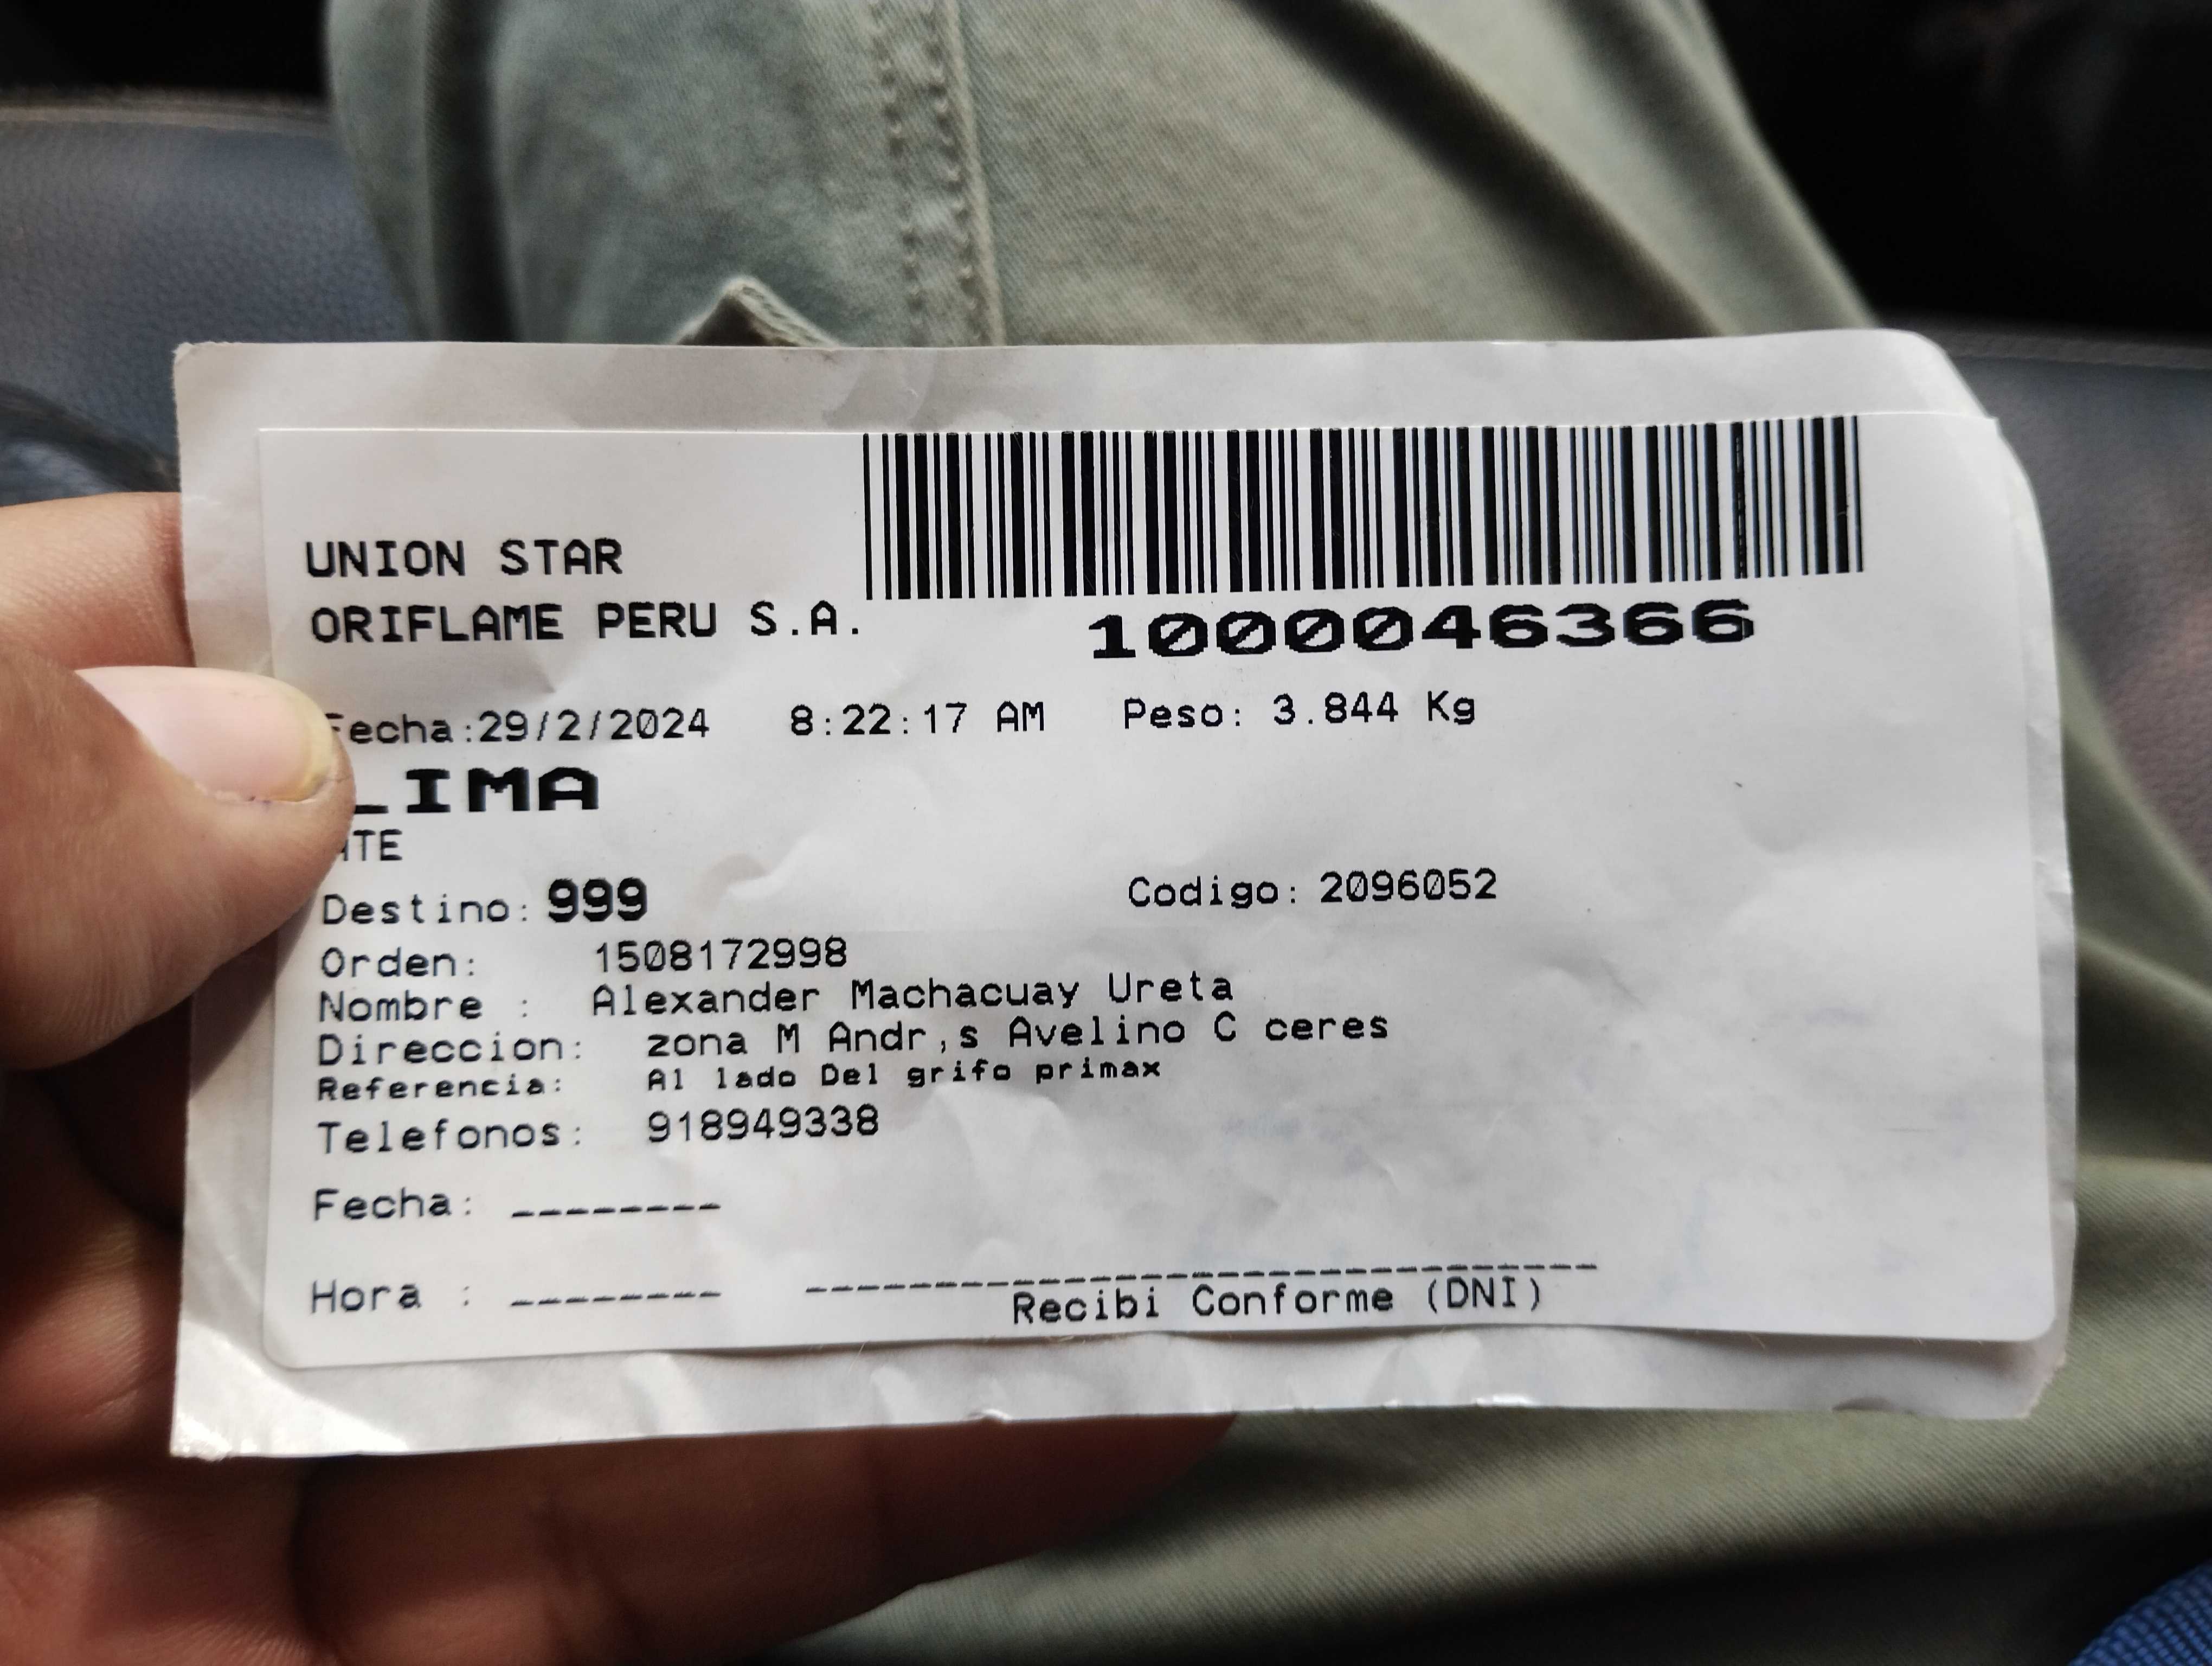 UNION STAR
ORIFLAME PERU S.A.
1000046366
Fecha:29/2/2024 8:22:17 AM Peso: 3.844 Kg
LIMA
ATE
Destino: 999 Codigo: 2096052
Orden: 1508172998
Nombre : Alexander Machacuay Ureta
Direccion: zona M Andr,s Avelino C ceres
Referencia: Al lado Del grifo primax
Telefonos: 918949338
Fecha: --------
Hora : --------
Recibi Conforme (DNI)